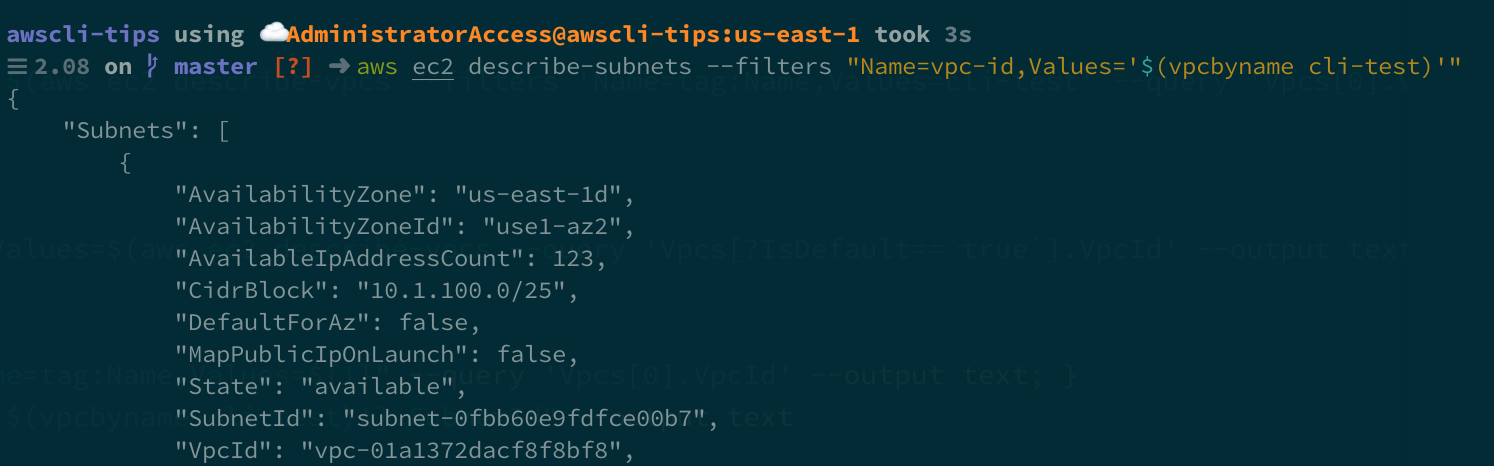 awscli-tips using ☁️AdministratorAccess@awscli-tips:us-east-1 took 3s
☰ 2.08 on master [?] ➜ aws ec2 describe-subnets --filters "Name=vpc-id,Values='$(vpcbyname cli-test)'"
{
    "Subnets": [
        {
            "AvailabilityZone": "us-east-1d",
            "AvailabilityZoneId": "use1-az2",
            "AvailableIpAddressCount": 123,
            "CidrBlock": "10.1.100.0/25",
            "DefaultForAz": false,
            "MapPublicIpOnLaunch": false,
            "State": "available",
            "SubnetId": "subnet-0fbb60e9fdfce00b7",
            "VpcId": "vpc-01a1372dacf8f8bf8",